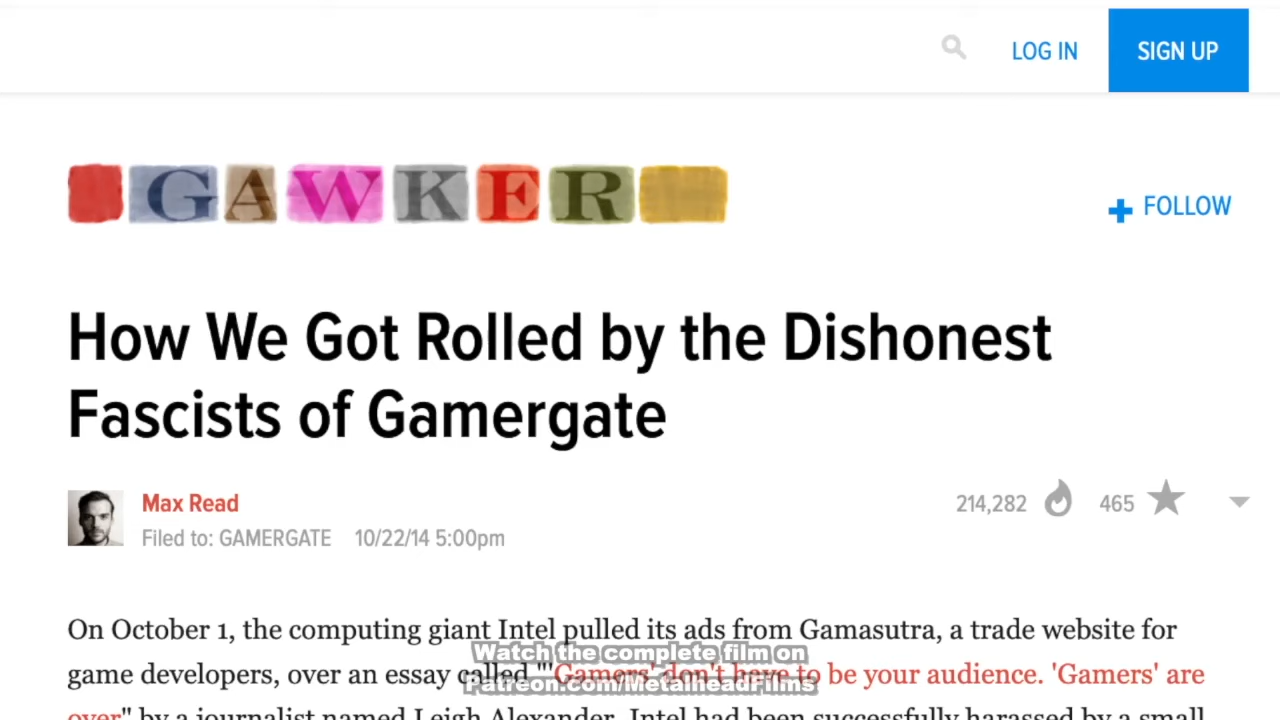 LOG IN
SIGN UP
GAWKER
FOLLOW
How We Got Rolled by the Dishonest
Fascists of Gamergate
Max Read
214,282
465
Filed to: GAMERGATE 10/22/14 5:00pm
On October 1, the computing giant Intel pulled its ads from Gamasutra, a trade website for
Watch the complete film on
game developers, over an essay called "'Gamers' don't have to be your audience. 'Gamers' are
Patreon.com/MetalheadFilms
over" by a journalist named Leigh Alexander. Intel had been successfully harassed by a small